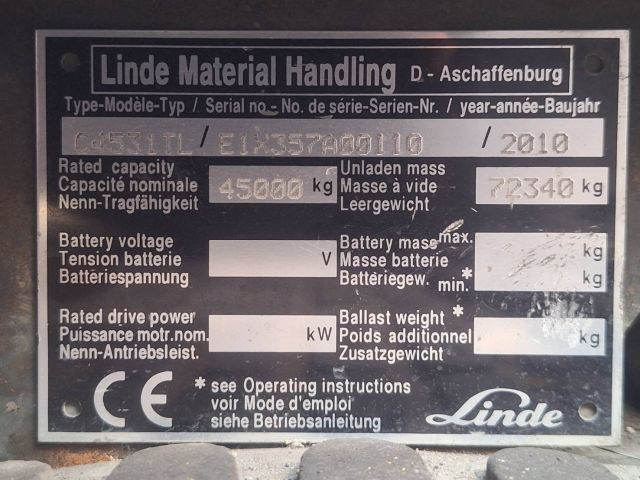 Linde Material Handling D - Aschaffenburg
Type-Modèle-Typ / Serial no - No. de série-Serien-Nr. / year-année-Baujahr
C4531TL / E1X357A00110 / 2010
Rated capacity
Capacité nominale
Nenn-Tragfähigkeit
45000 kg
Unladen mass
Masse à vide
Leergewicht
72340 kg
Battery voltage
Tension batterie
Batteriespannung
V
Battery mass max.
Masse batterie
Batteriegew. min.*
kg
kg
Rated drive power
Puissance motr.nom.
Nenn-Antriebsleist.
kW
Ballast weight *
Poids additionnel
Zusatzgewicht
kg
CE
* see Operating instructions
voir Mode d'emploi
siehe Betriebsanleitung
Linde